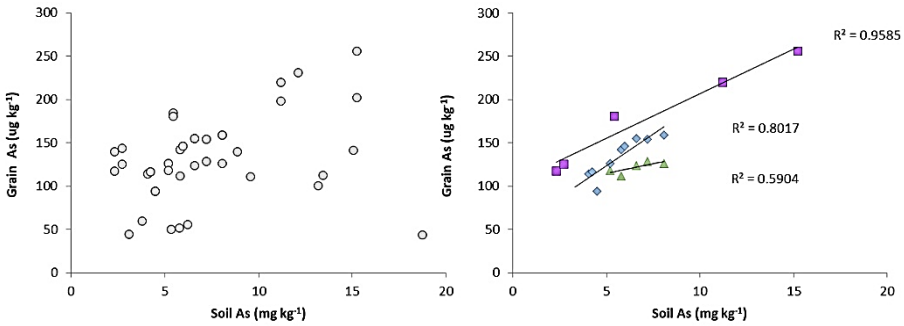 300
250
200
150
100
50
0
Grain As (ug kg-1)
0 5 10 15 20
Soil As (mg kg-1)
300
250
200
150
100
50
0
Grain As (ug kg-1)
R² = 0.9585
R² = 0.8017
R² = 0.5904
0 5 10 15 20
Soil As (mg kg-1)